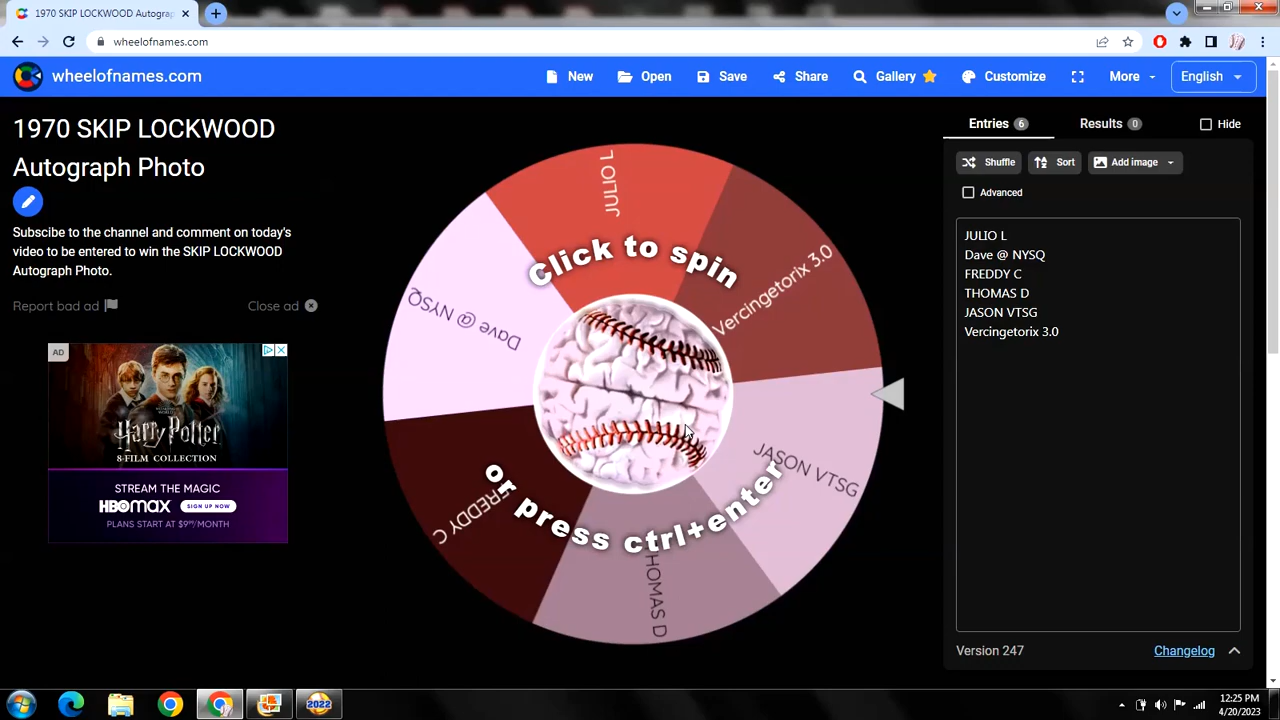 1970 SKIP LOCKWOOD Autograp
wheelofnames.com
wheelofnames.com
New
Open
Save
Share
Gallery
Customize
More
English
1970 SKIP LOCKWOOD
Autograph Photo
Subscibe to the channel and comment on today's
video to be entered to win the SKIP LOCKWOOD
Autograph Photo.
Report bad ad
Close ad
AD
Harry Potter
8-FILM COLLECTION
STREAM THE MAGIC
HBOMAX SIGN UP NOW
PLANS START AT $9.99/MONTH
JULIO L
Vercingetorix 3.0
Dave @ NYSQ
JASON VTSG
FREDDY C
THOMAS D
Click to spin
or press ctrl+enter
Entries 6
Results 0
Hide
Shuffle
Sort
Add image
Advanced
JULIO L
Dave @ NYSQ
FREDDY C
THOMAS D
JASON VTSG
Vercingetorix 3.0
Version 247
Changelog
2022
12:25 PM
4/20/2023